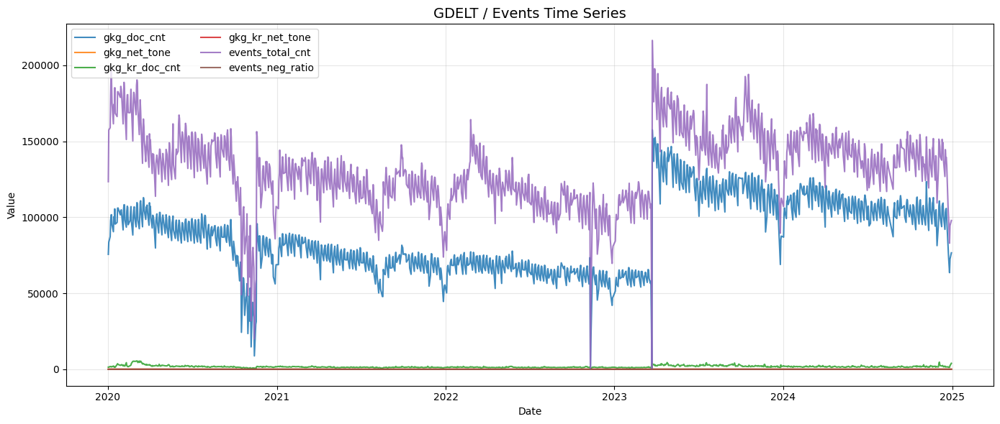 GDELT / Events Time Series
gkg_doc_cnt
gkg_net_tone
gkg_kr_doc_cnt
gkg_kr_net_tone
events_total_cnt
events_neg_ratio
Value
200000
150000
100000
50000
0
2020
2021
2022
2023
2024
2025
Date